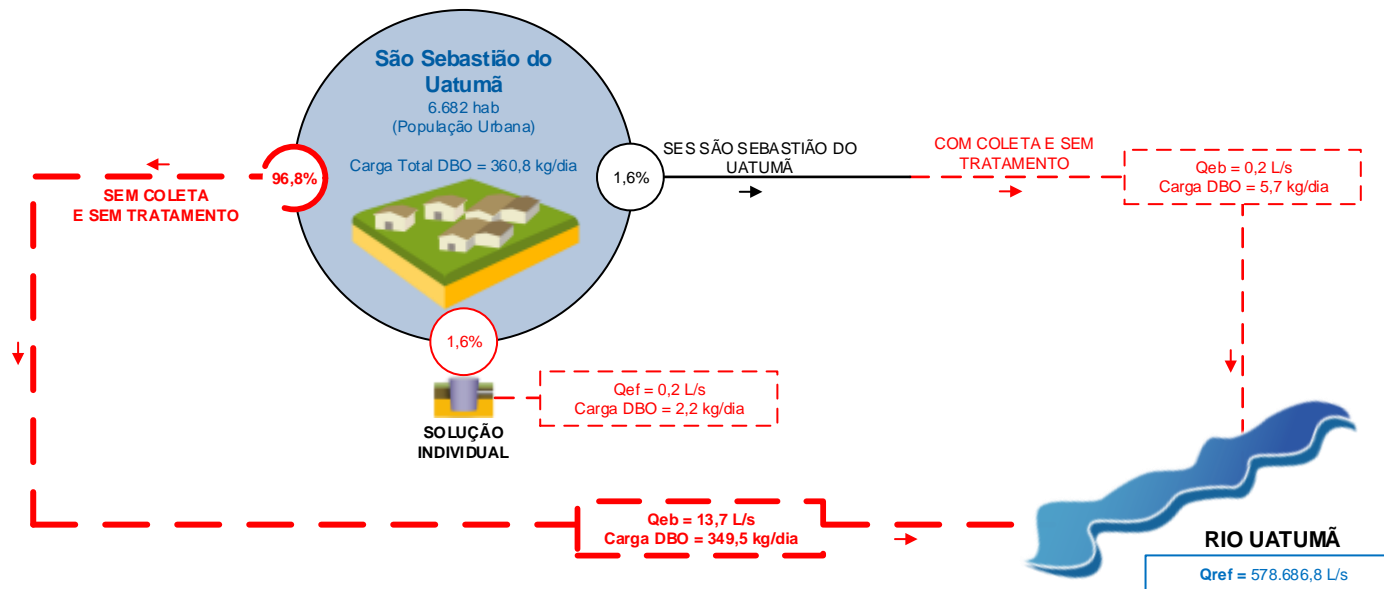 São Sebastião do
Uatumã
6.682 hab
(População Urbana)
Carga Total DBO = 360,8 kg/dia
96,8%
SEM COLETA
E SEM TRATAMENTO
1,6%
SES SÃO SEBASTIÃO DO
UATUMÃ
COM COLETA E SEM
TRATAMENTO
Qeb = 0,2 L/s
Carga DBO = 5,7 kg/dia
1,6%
Qef = 0,2 L/s
Carga DBO = 2,2 kg/dia
SOLUÇÃO
INDIVIDUAL
Qeb = 13,7 L/s
Carga DBO = 349,5 kg/dia
RIO UATUMÃ
Qref = 578.686,8 L/s